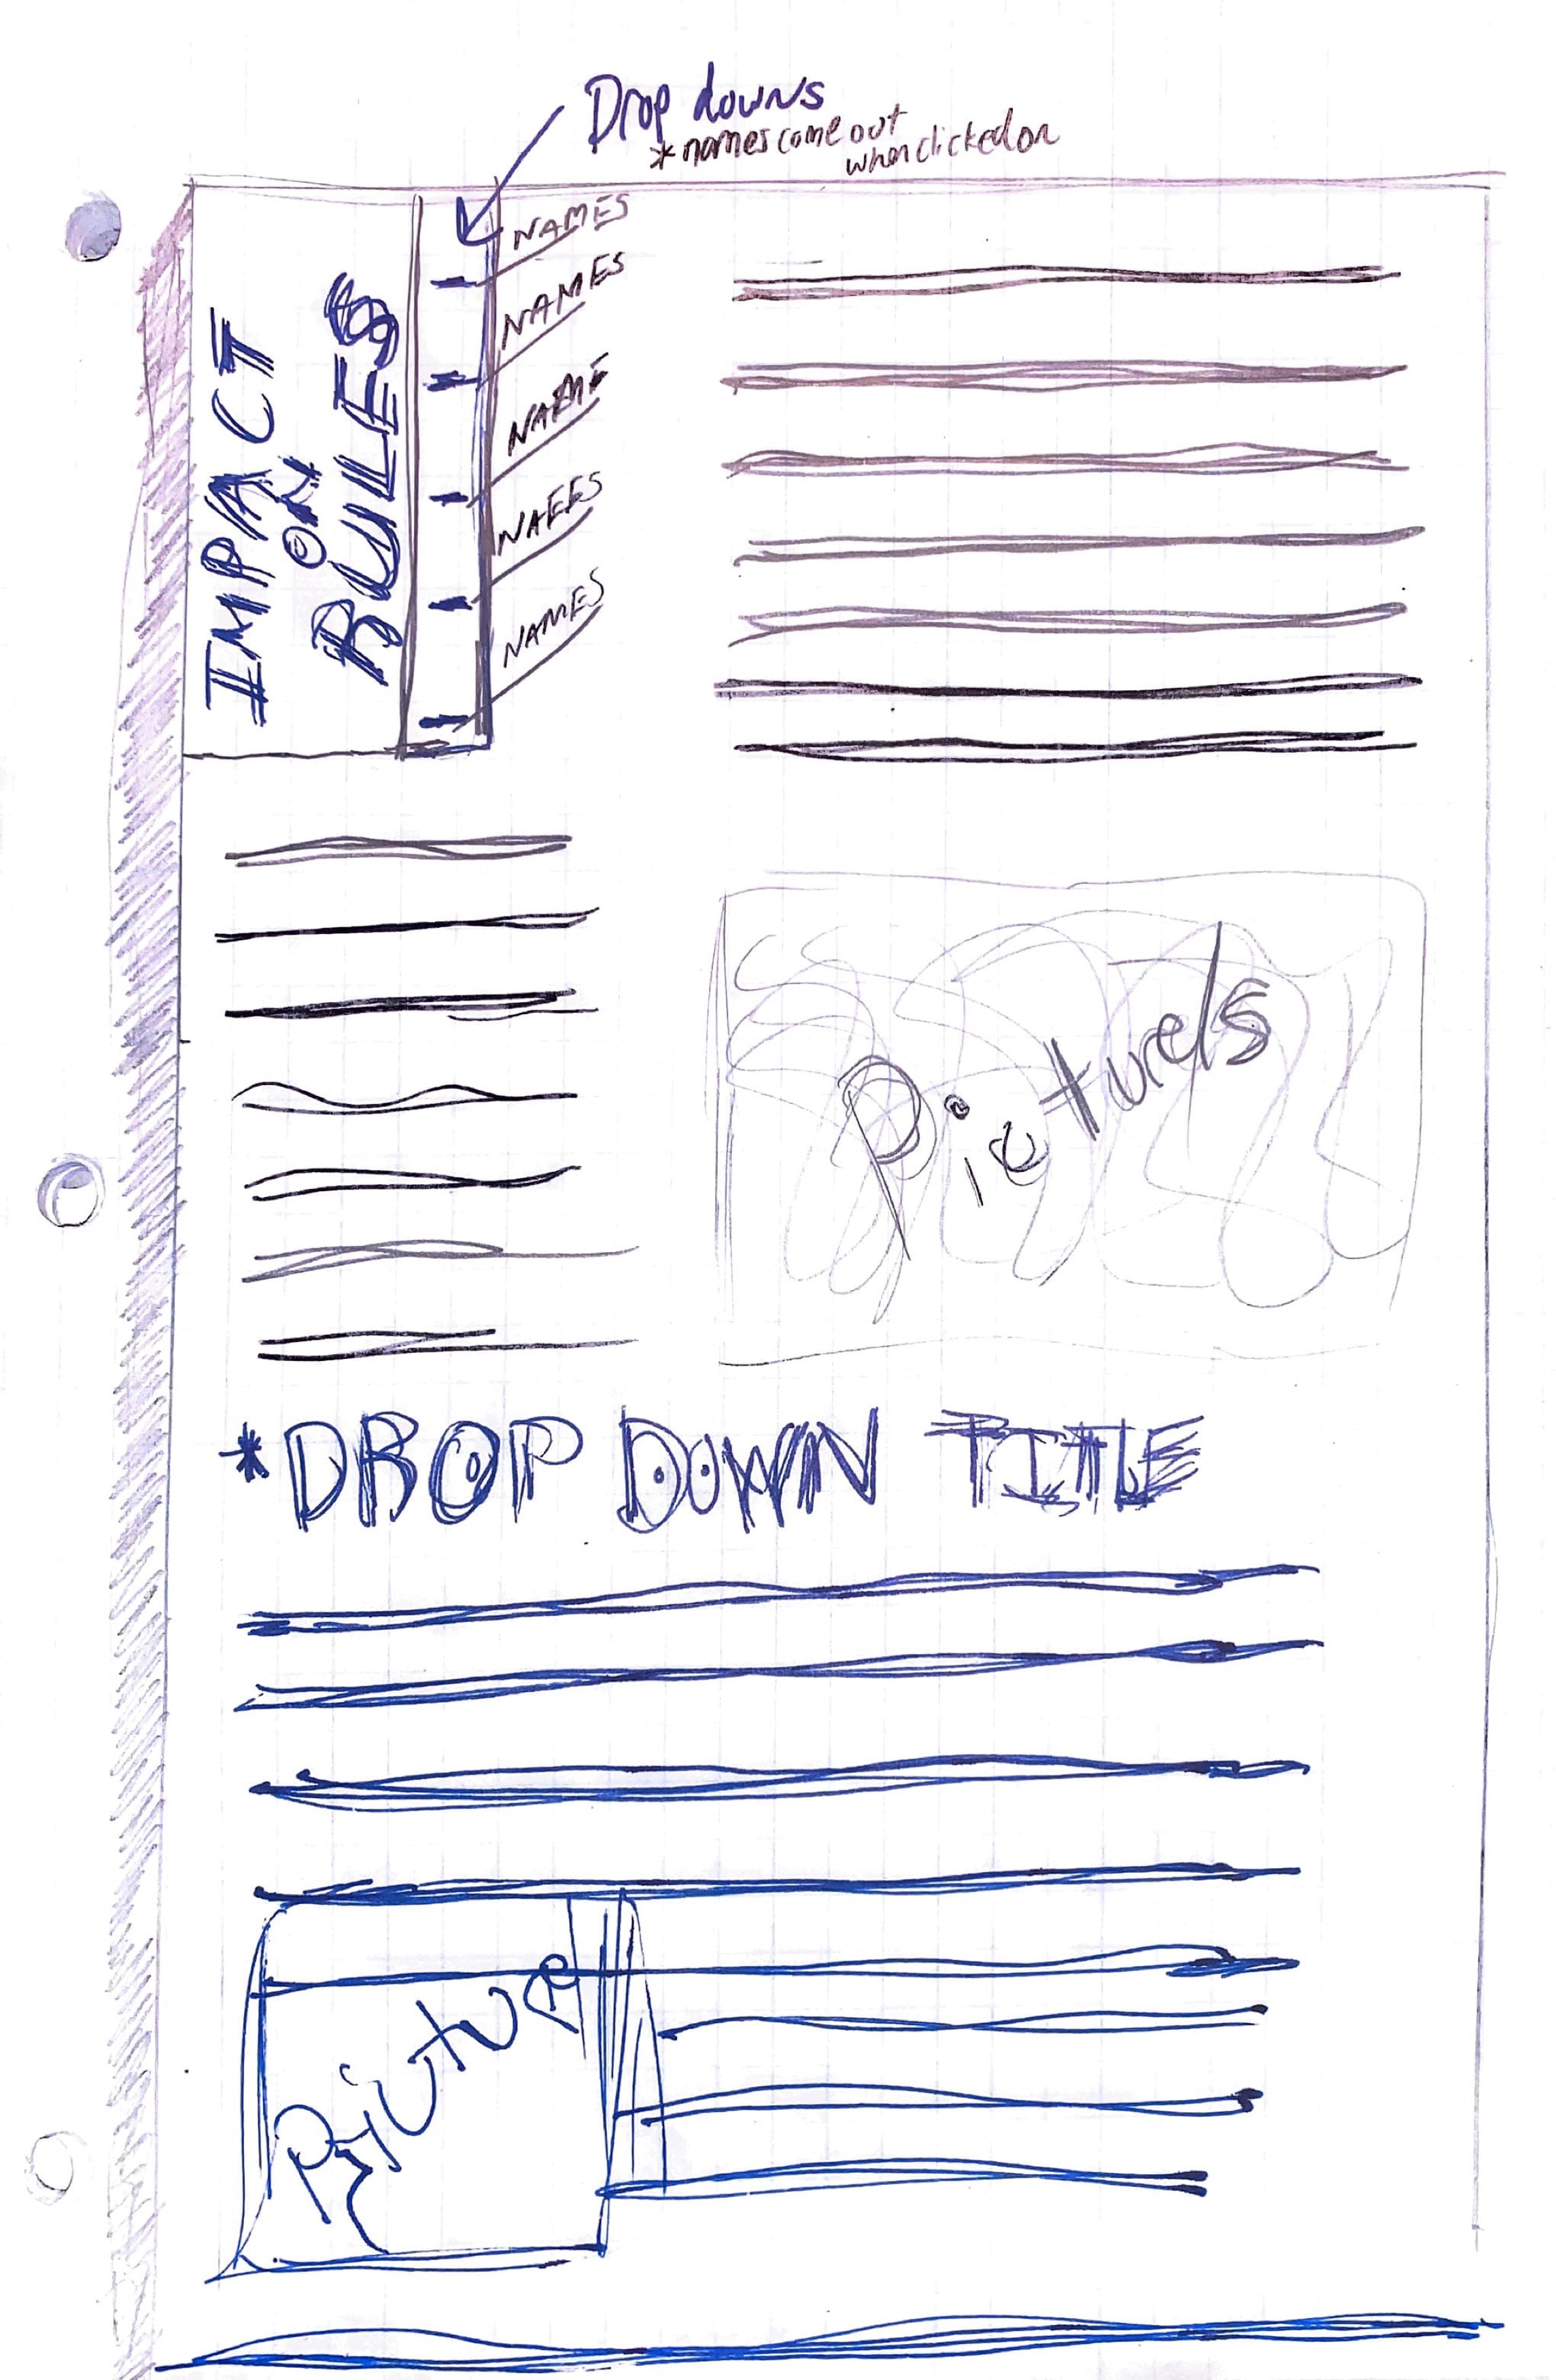 Drop downs
*names come out
when clicked on
IMPACT
ON
RULES
NAMES
NAMES
NAME
NAMES
Pictures
*DROP DOWN TITLE
Picture